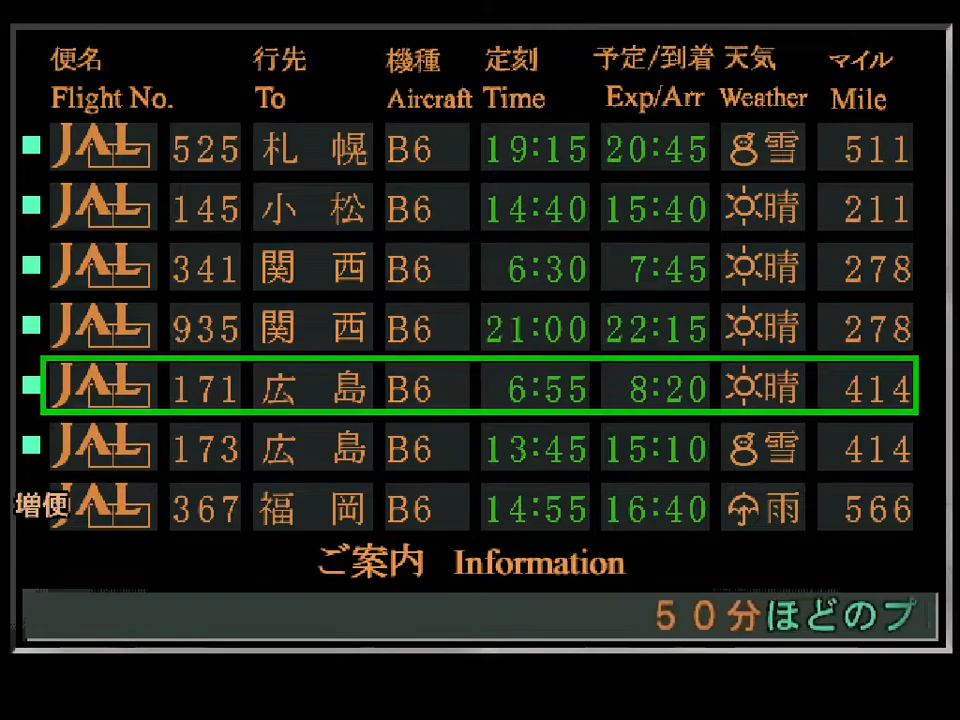 便名 行先 機種 定刻 予定/到着 天気 マイル
Flight No. To Aircraft Time Exp/Arr Weather Mile
JAL 525 札幌 B6 19:15 20:45 雪 511
JAL 145 小松 B6 14:40 15:40 晴 211
JAL 341 関西 B6 6:30 7:45 晴 278
JAL 935 関西 B6 21:00 22:15 晴 278
JAL 171 広島 B6 6:55 8:20 晴 414
JAL 173 広島 B6 13:45 15:10 雪 414
増便 JAL 367 福岡 B6 14:55 16:40 雨 566
ご案内 Information
50分ほどのプ